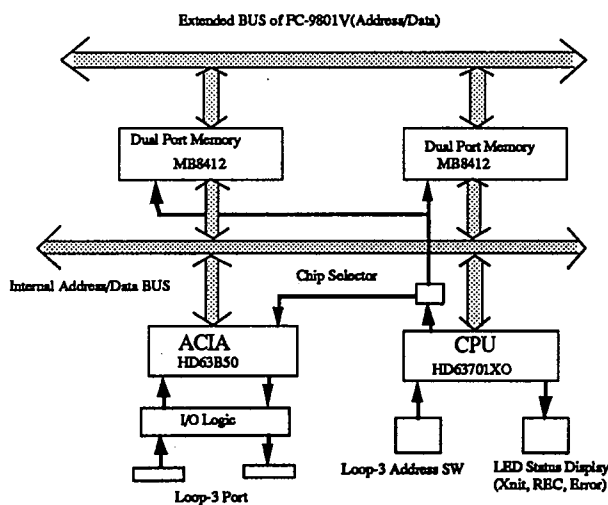 Extended BUS of PC-9801V(Address/Data)
Dual Port Memory
MB8412
Dual Port Memory
MB8412
Chip Selector
Internal Address/Data BUS
ACIA
HD63B50
CPU
HD63701XO
I/O Logic
Loop-3 Port
Loop-3 Address SW
LED Status Display
(Xnit, REC, Error)